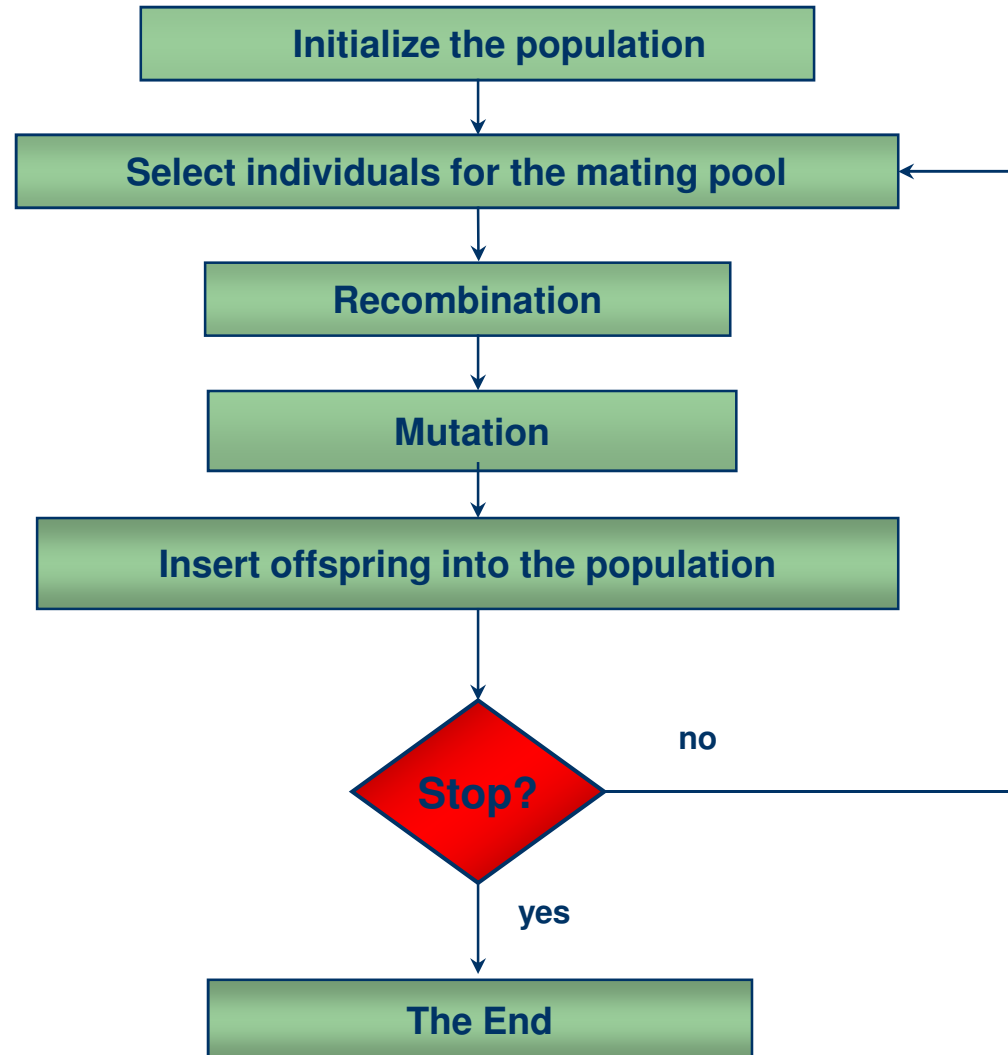 Initialize the population
Select individuals for the mating pool
Recombination
Mutation
Insert offspring into the population
no
Stop?
yes
The End